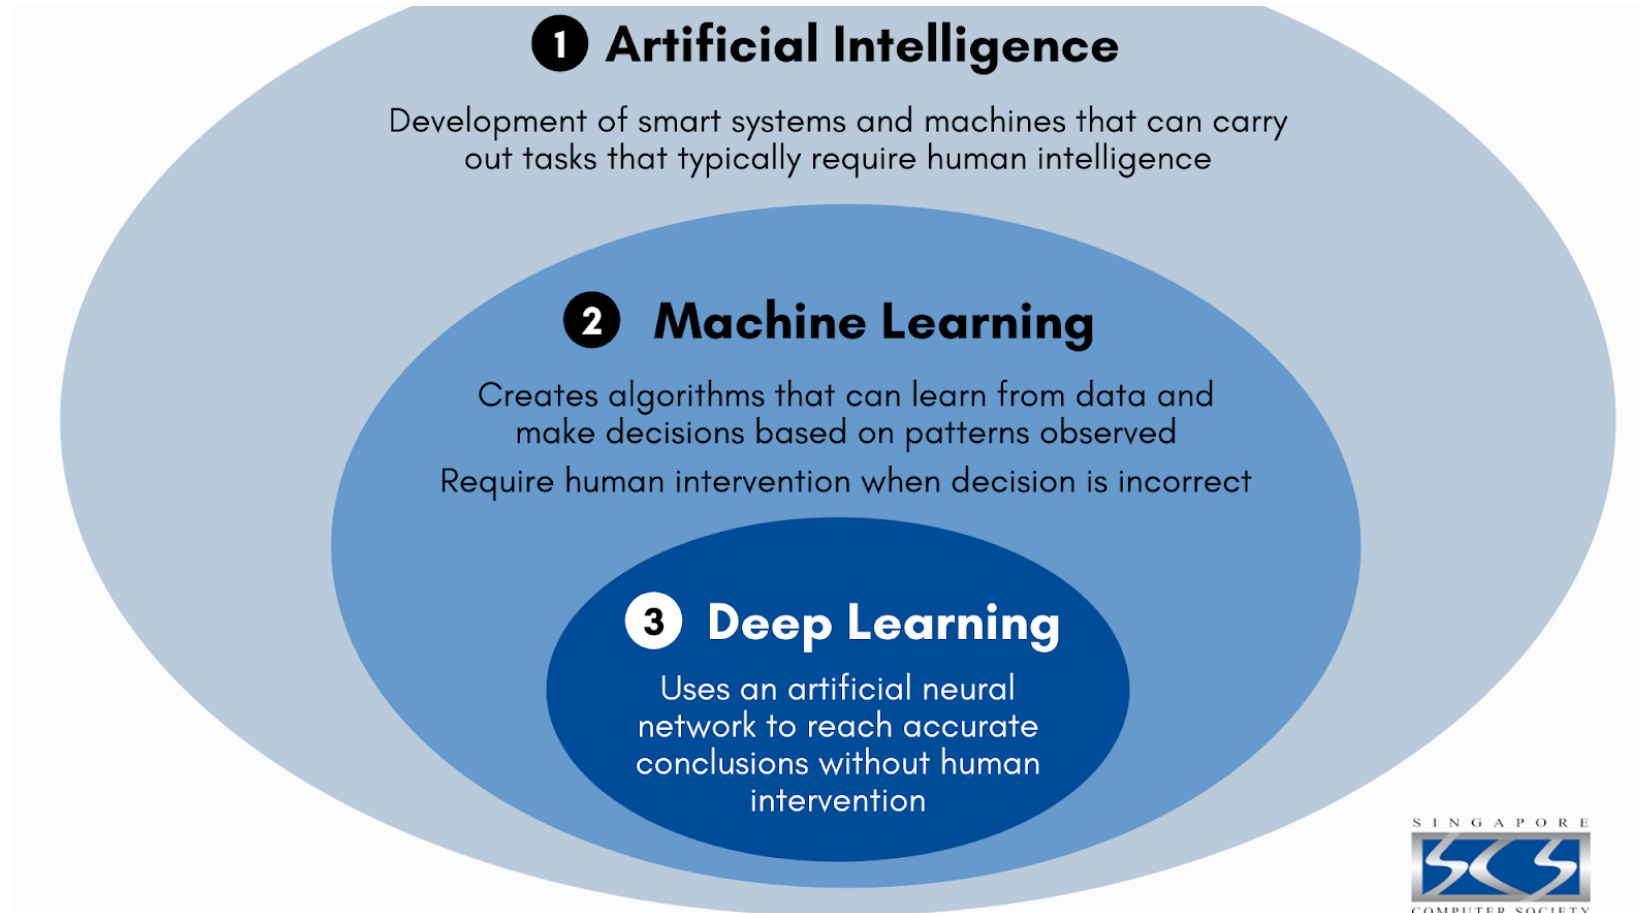 1 Artificial Intelligence
Development of smart systems and machines that can carry
out tasks that typically require human intelligence
2 Machine Learning
Creates algorithms that can learn from data and
make decisions based on patterns observed
Require human intervention when decision is incorrect
3 Deep Learning
Uses an artificial neural
network to reach accurate
conclusions without human
intervention
SINGAPORE
SCS
COMPUTER SOCIETY